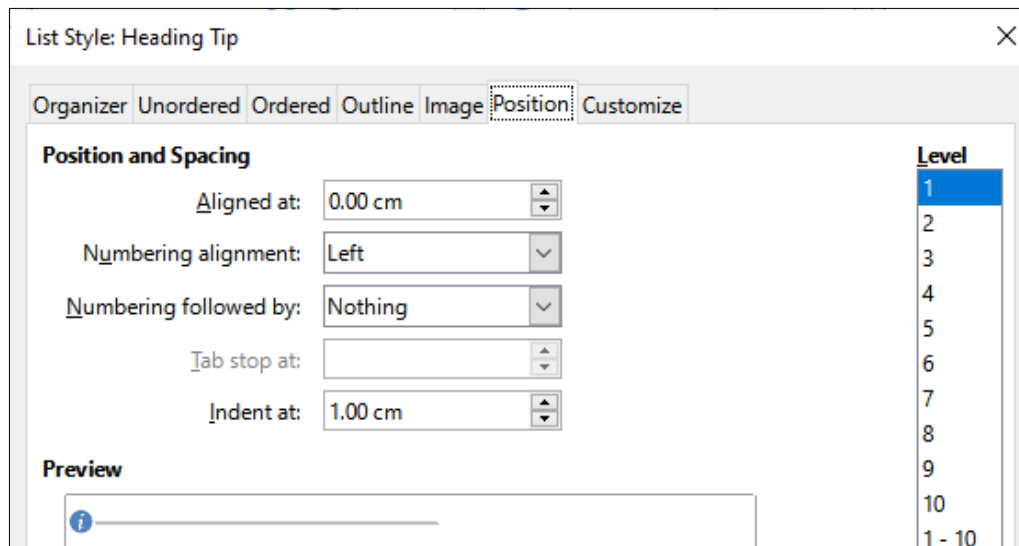 List Style: Heading Tip
Organizer Unordered Ordered Outline Image Position Customize
Position and Spacing
Level
Aligned at: 0.00 cm
1
2
Numbering alignment: Left
3
4
Numbering followed by: Nothing
5
Tab stop at:
6
7
Indent at: 1.00 cm
8
Preview
9
10
i
1 - 10